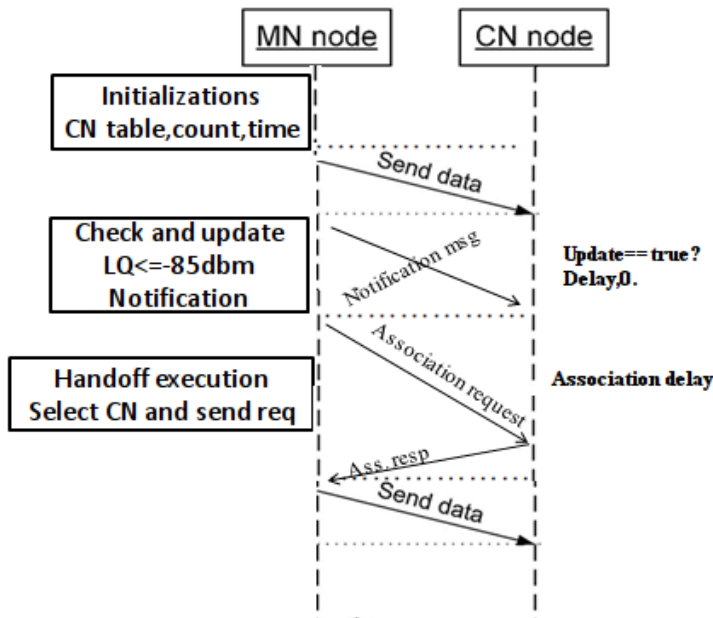 MN node
CN node
Initializations
CN table,count,time
Send data
Check and update
LQ<=-85dbm
Notification
Notification msg
Update==true?
Delay,0.
Association request
Handoff execution
Select CN and send req
Association delay
Ass. resp
Send data